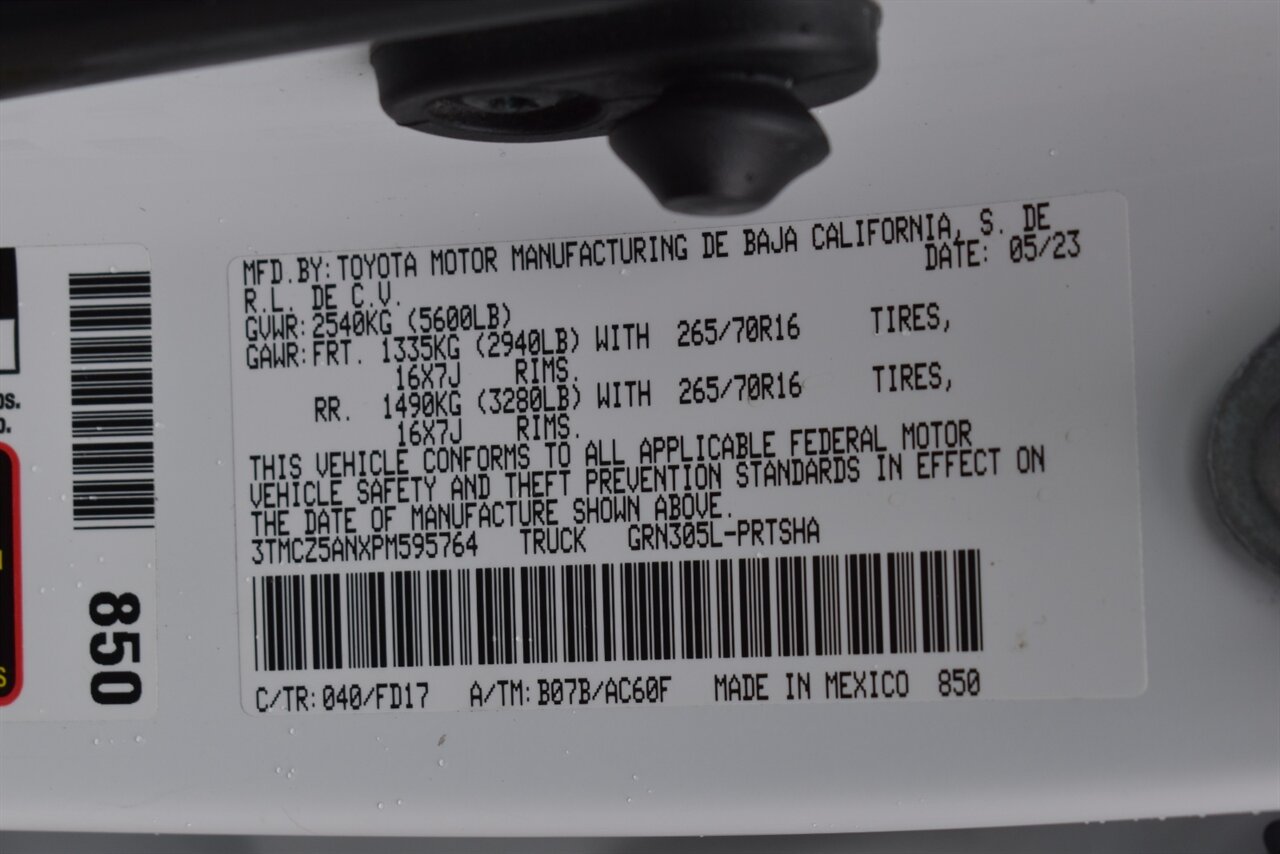 MFD.BY:TOYOTA MOTOR MANUFACTURING DE BAJA CALIFORNIA, S. DE
R.L. DE C.V. DATE: 05/23
GVWR:2540KG (5600LB)
GAWR:FRT. 1335KG (2940LB) WITH 265/70R16 TIRES,
16X7J RIMS.
RR. 1490KG (3280LB) WITH 265/70R16 TIRES,
16X7J RIMS.
THIS VEHICLE CONFORMS TO ALL APPLICABLE FEDERAL MOTOR
VEHICLE SAFETY AND THEFT PREVENTION STANDARDS IN EFFECT ON
THE DATE OF MANUFACTURE SHOWN ABOVE.
3TMCZ5ANXPM595764 TRUCK GRN305L-PRTSHA
C/TR:040/FD17 A/TM:B07B/AC60F MADE IN MEXICO 850
850